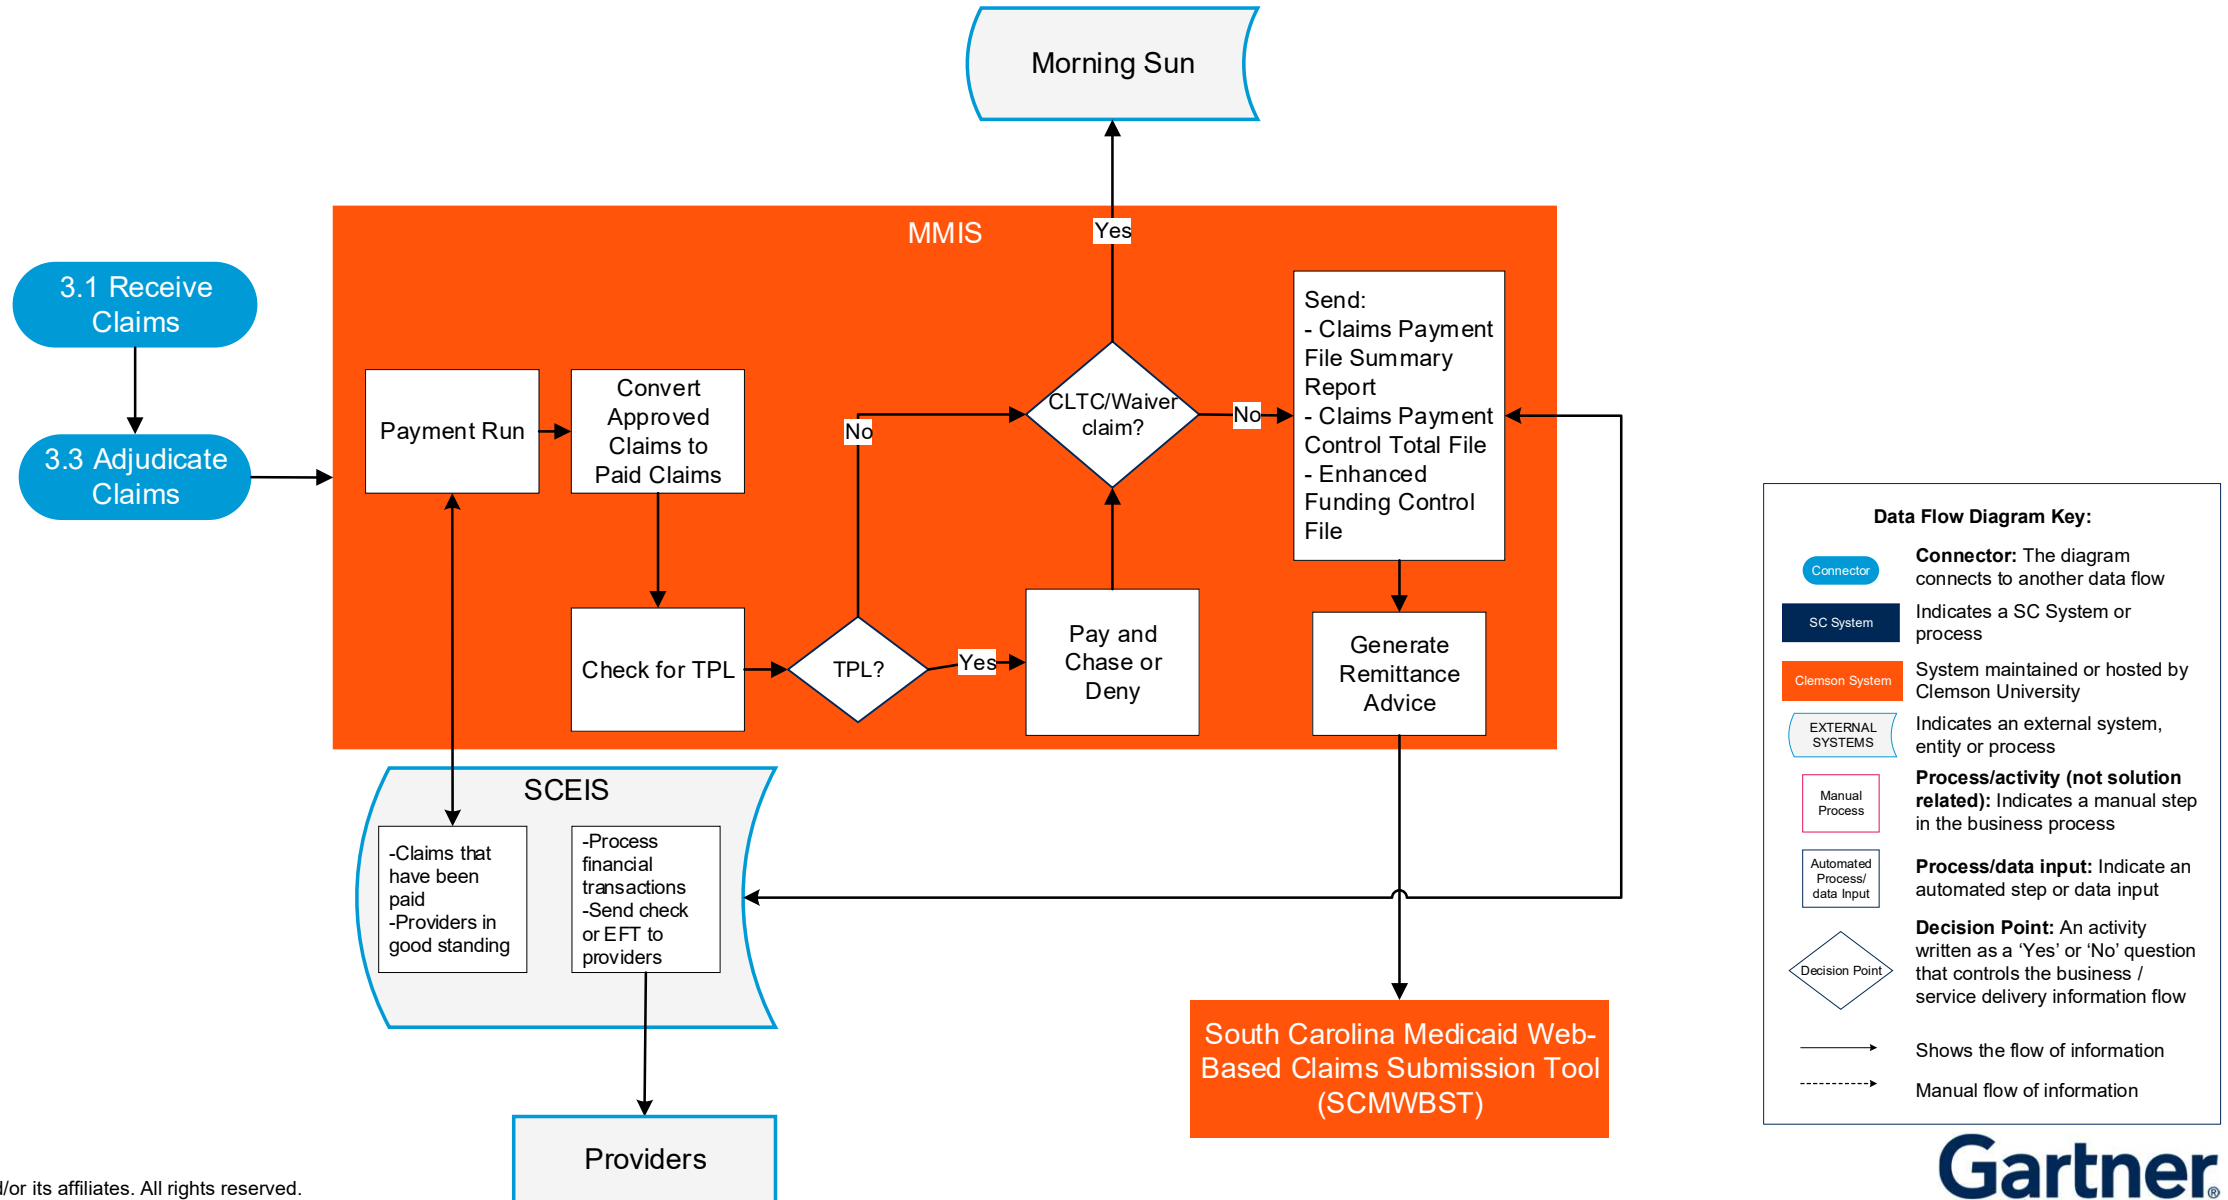 Morning Sun
MMIS
Yes
3.1 Receive
Claims
3.3 Adjudicate
Claims
Payment Run
Convert
Approved
Claims to
Paid Claims
Check for TPL
TPL?
No
Yes
Pay and
Chase or
Deny
CLTC/Waiver
claim?
No
Send:
- Claims Payment
File Summary
Report
- Claims Payment
Control Total File
- Enhanced
Funding Control
File
Generate
Remittance
Advice
SCEIS
-Claims that
have been
paid
-Providers in
good standing
-Process
financial
transactions
-Send check
or EFT to
providers
Providers
South Carolina Medicaid Web-
Based Claims Submission Tool
(SCMWBST)
Data Flow Diagram Key:
Connector
Connector: The diagram
connects to another data flow
SC System
Indicates a SC System or
process
Clemson System
System maintained or hosted by
Clemson University
EXTERNAL
SYSTEMS
Indicates an external system,
entity or process
Manual
Process
Process/activity (not solution
related): Indicates a manual step
in the business process
Automated
Process/
data Input
Process/data input: Indicate an
automated step or data input
Decision Point
Decision Point: An activity
written as a ‘Yes’ or ‘No’ question
that controls the business /
service delivery information flow
Shows the flow of information
Manual flow of information
/or its affiliates. All rights reserved.
Gartner®